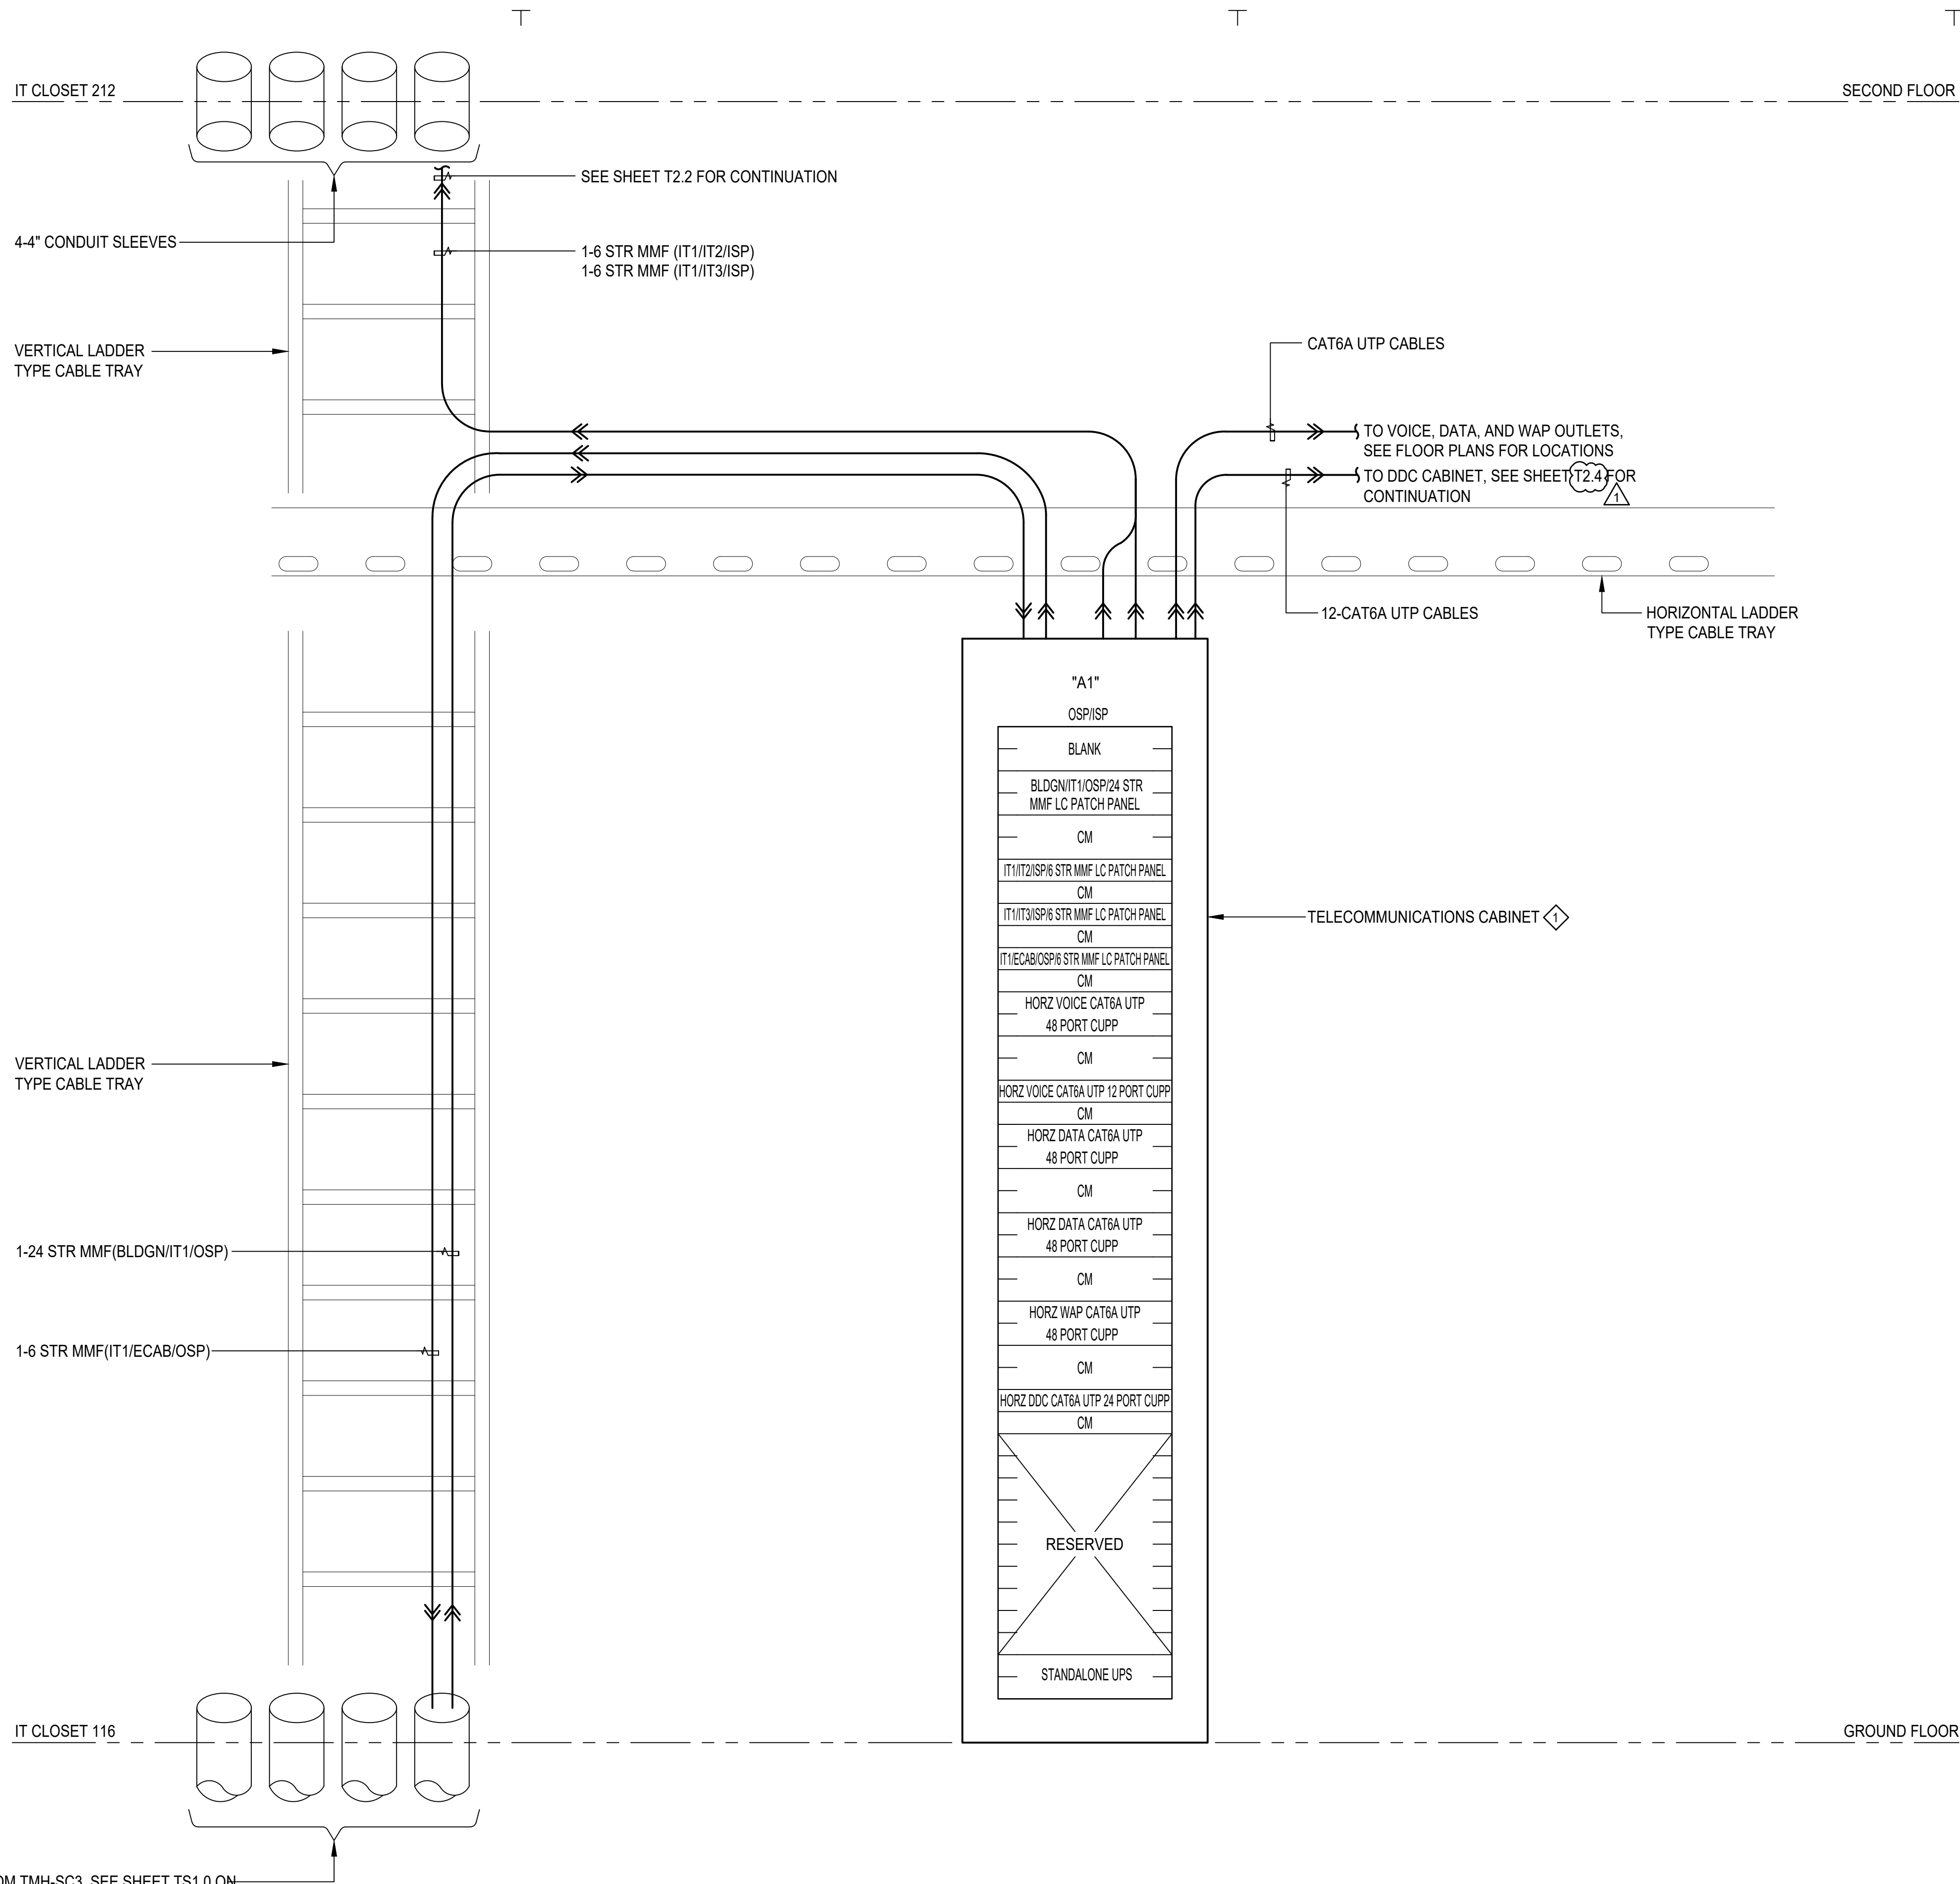 IT CLOSET 212
SECOND FLOOR
SEE SHEET T2.2 FOR CONTINUATION
4-4" CONDUIT SLEEVES
1-6 STR MMF (IT1/IT2/ISP)
1-6 STR MMF (IT1/IT3/ISP)
VERTICAL LADDER
TYPE CABLE TRAY
CAT6A UTP CABLES
TO VOICE, DATA, AND WAP OUTLETS,
SEE FLOOR PLANS FOR LOCATIONS
TO DDC CABINET, SEE SHEET T2.4 FOR
CONTINUATION
1
12-CAT6A UTP CABLES
HORIZONTAL LADDER
TYPE CABLE TRAY
"A1"
OSP/ISP
BLANK
BLDGN/IT1/OSP/24 STR
MMF LC PATCH PANEL
CM
IT1/IT2/ISP/6 STR MMF LC PATCH PANEL
CM
IT1/IT3/ISP/6 STR MMF LC PATCH PANEL
CM
IT1/ECAB/OSP/6 STR MMF LC PATCH PANEL
CM
HORZ VOICE CAT6A UTP
48 PORT CUPP
CM
HORZ VOICE CAT6A UTP 12 PORT CUPP
CM
HORZ DATA CAT6A UTP
48 PORT CUPP
CM
HORZ DATA CAT6A UTP
48 PORT CUPP
CM
HORZ WAP CAT6A UTP
48 PORT CUPP
CM
HORZ DDC CAT6A UTP 24 PORT CUPP
CM
RESERVED
STANDALONE UPS
TELECOMMUNICATIONS CABINET 1
VERTICAL LADDER
TYPE CABLE TRAY
1-24 STR MMF(BLDGN/IT1/OSP)
1-6 STR MMF(IT1/ECAB/OSP)
IT CLOSET 116
GROUND FLOOR
TMH-SC3, SEE SHEET TS1.0 ON